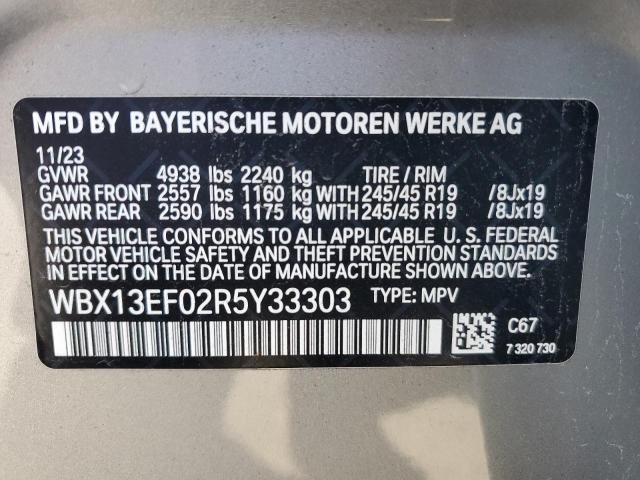 MFD BY BAYERISCHE MOTOREN WERKE AG
11/23
GVWR 4938 lbs 2240 kg TIRE / RIM
GAWR FRONT 2557 lbs 1160 kg WITH 245/45 R19 /8Jx19
GAWR REAR 2590 lbs 1175 kg WITH 245/45 R19 /8Jx19
THIS VEHICLE CONFORMS TO ALL APPLICABLE U. S. FEDERAL
MOTOR VEHICLE SAFETY AND THEFT PREVENTION STANDARDS
IN EFFECT ON THE DATE OF MANUFACTURE SHOWN ABOVE.
WBX13EF02R5Y33303 TYPE: MPV
C67
7 320 730